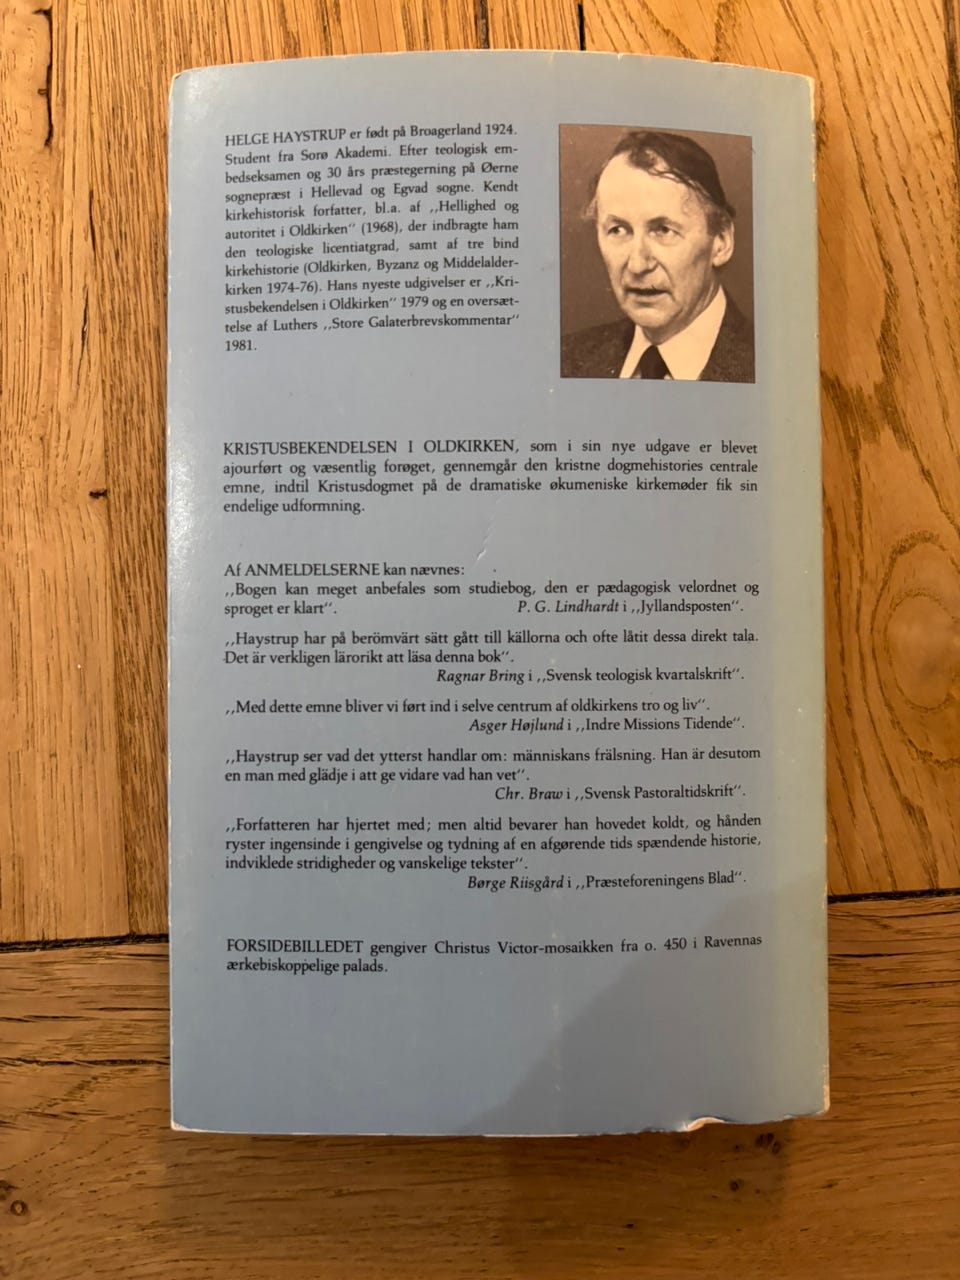 HELGE HAYSTRUP er født på Broagerland 1924.
Student fra Sorø Akademi. Efter teologisk em-
bedseksamen og 30 års præstegerning på Øerne
sognepræst i Hellevad og Egvad sogne. Kendt
kirkehistorisk forfatter, bl.a. af ,,Hellighed og
autoritet i Oldkirken" (1968), der indbragte ham
den teologiske licentiatgrad, samt af tre bind
kirkehistorie (Oldkirken, Byzanz og Middelalder-
kirken 1974-76). Hans nyeste udgivelser er ,,Kri-
stusbekendelsen i Oldkirken" 1979 og en oversæt-
telse af Luthers ,,Store Galaterbrevskommentar"
1981.
KRISTUSBEKENDELSEN I OLDKIRKEN, som i sin nye udgave er blevet
ajourført og væsentlig forøget, gennemgår den kristne dogmehistories centrale
emne, indtil Kristusdogmet på de dramatiske økumeniske kirkemøder fik sin
endelige udformning.
Af ANMELDELSERNE kan nævnes:
,,Bogen kan meget anbefales som studiebog, den er pædagogisk velordnet og
sproget er klart". P. G. Lindhardt i ,,Jyllandsposten".
,,Haystrup har på berömvärt sätt gått till källorna och ofte låtit dessa direkt tala.
Det är verkligen lärorikt att läsa denna bok".
Ragnar Bring i ,,Svensk teologisk kvartalskrift".
,,Med dette emne bliver vi ført ind i selve centrum af oldkirkens tro og liv".
Asger Højlund i ,,Indre Missions Tidende".
,,Haystrup ser vad det ytterst handlar om: människans frälsning. Han är desutom
en man med glädje i att ge vidare vad han vet".
Chr. Braw i ,,Svensk Pastoraltidskrift".
,,Forfatteren har hjertet med; men altid bevarer han hovedet koldt, og hånden
ryster ingensinde i gengivelse og tydning af en afgørende tids spændende historie,
indviklede stridigheder og vanskelige tekster".
Børge Riisgård i ,,Præsteforeningens Blad".
FORSIDEBILLEDET gengiver Christus Victor-mosaikken fra o. 450 i Ravennas
ærkebiskoppelige palads.